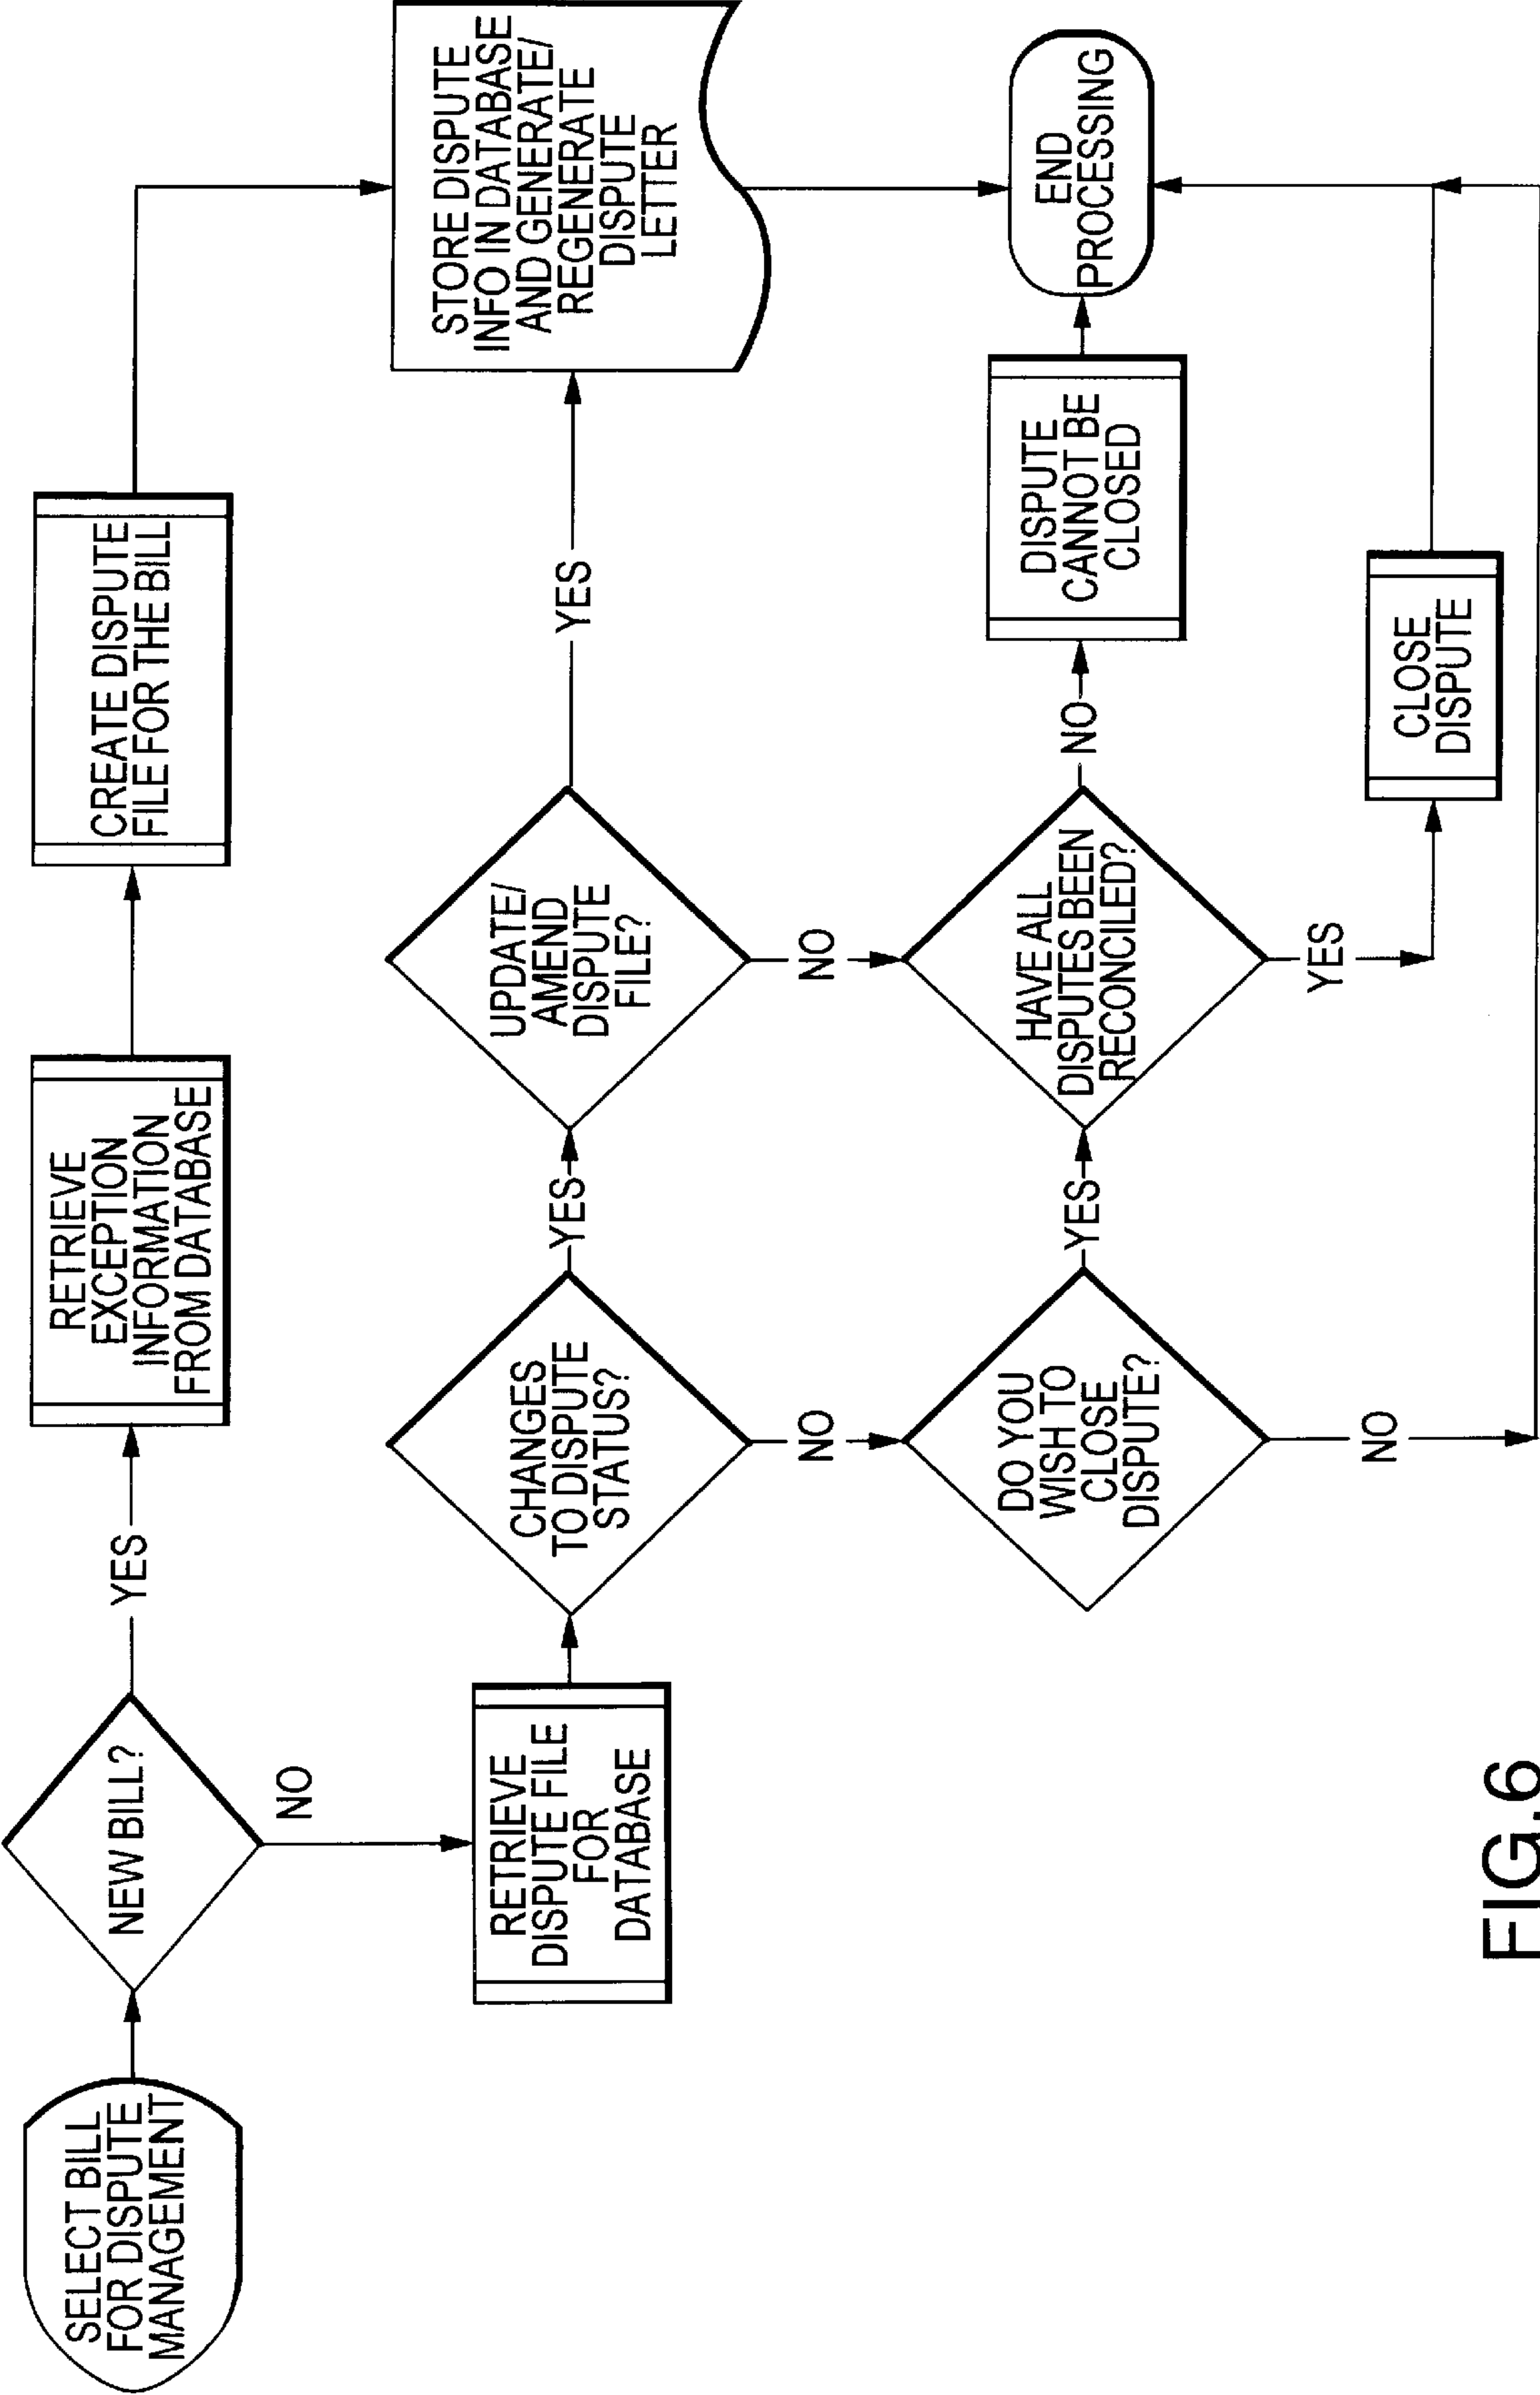 SELECT BILL
FOR DISPUTE
MANAGEMENT
NEW BILL?
YES
RETRIEVE
EXCEPTION
INFORMATION
FROM DATABASE
CREATE DISPUTE
FILE FOR THE BILL
NO
RETRIEVE
DISPUTE FILE
FOR
DATABASE
CHANGES
TO DISPUTE
STATUS?
YES
UPDATE/
AMEND
DISPUTE
FILE?
YES
STORE DISPUTE
INFO IN DATABASE
AND GENERATE/
REGENERATE
DISPUTE
LETTER
NO
NO
DO YOU
WISH TO
CLOSE
DISPUTE?
YES
HAVE ALL
DISPUTES BEEN
RECONCILED?
NO
DISPUTE
CANNOT BE
CLOSED
END
PROCESSING
NO
YES
CLOSE
DISPUTE
FIG.6